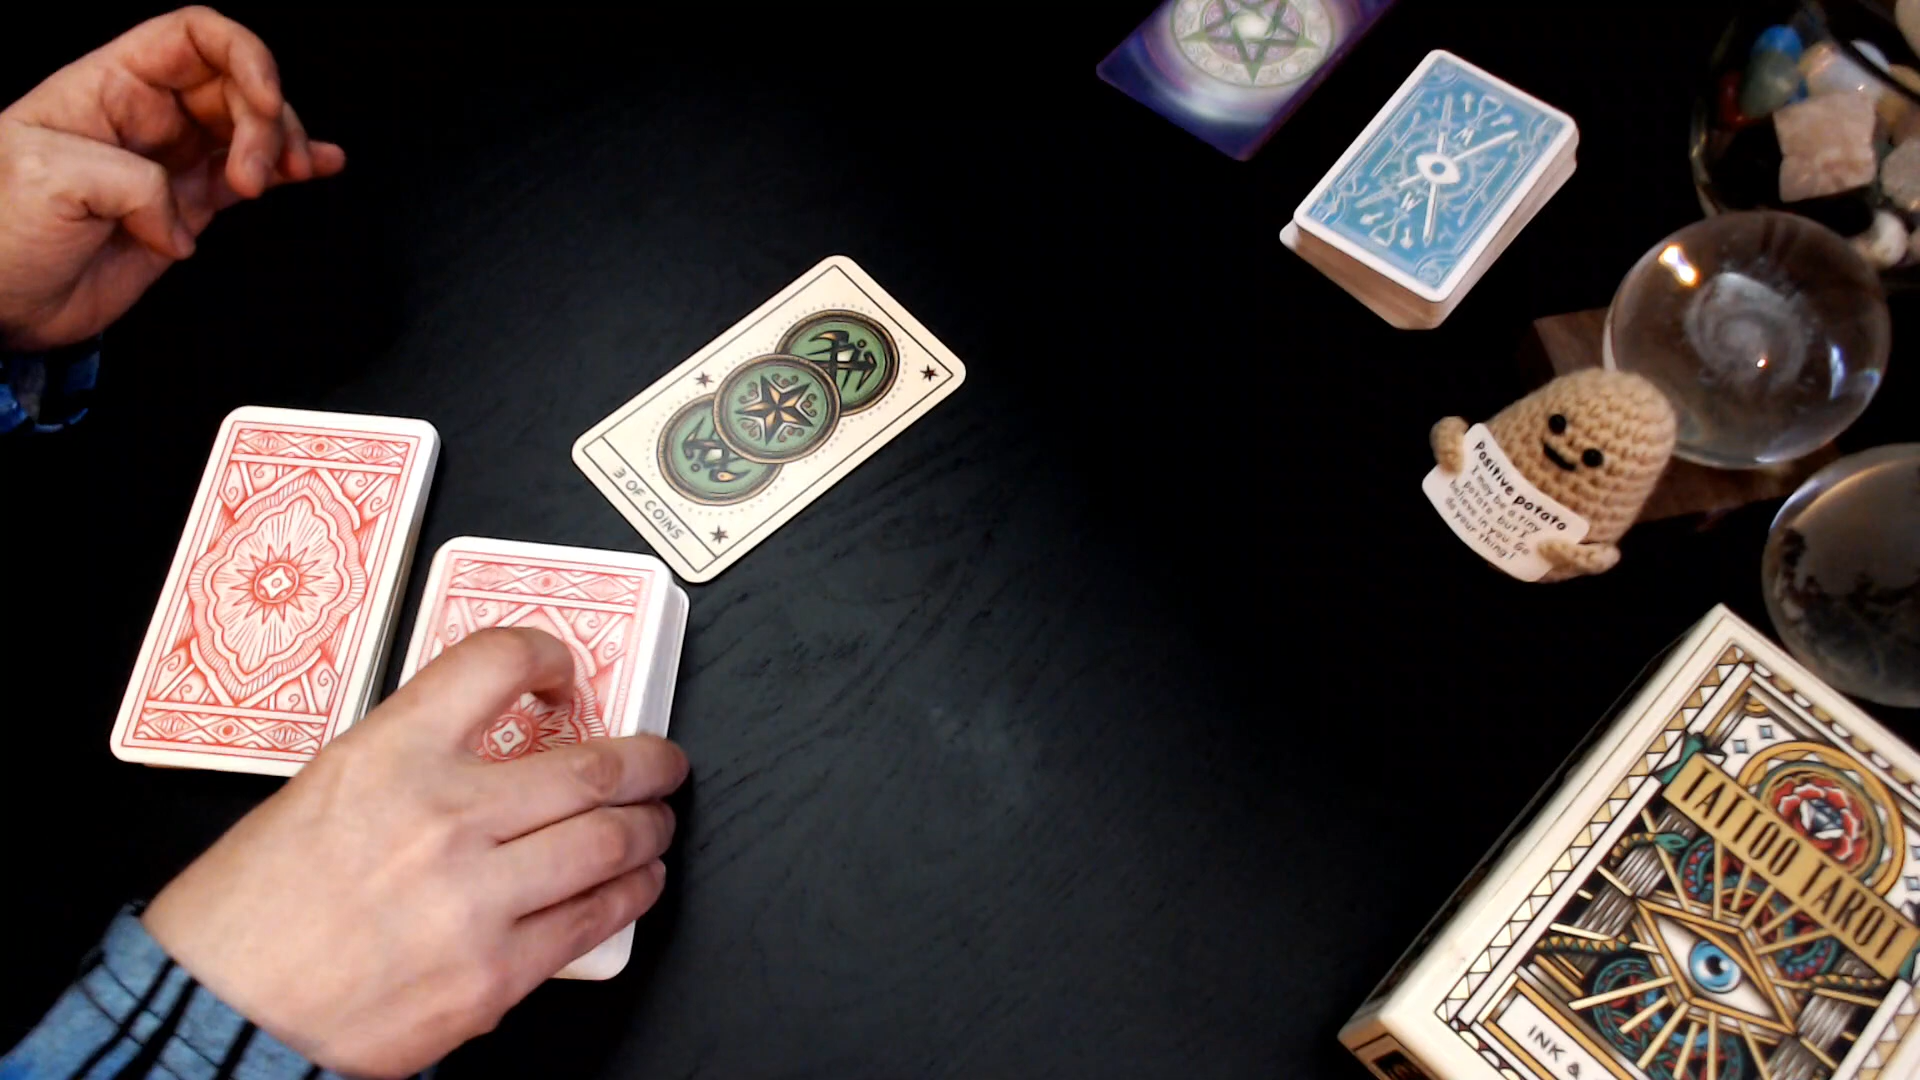 M
W
3 OF COINS
Positive potato
I may be a tiny
potato, but I
believe in you. Go
do your thing!
TATTOO TAROT
INK &